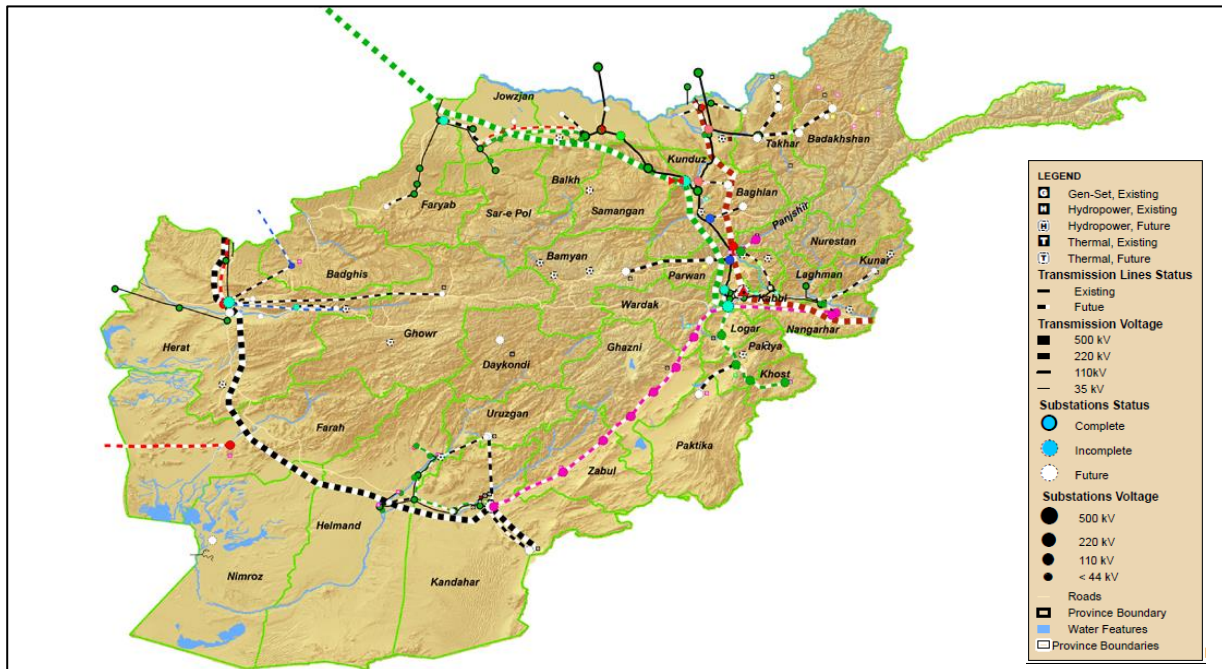 Jowzjan
Kunduz
Takhar
Badakhshan
Balkh
Baghlan
Faryab
Sar-e Pol
Samangan
Panjshir
Nurestan
Badghis
Bamyan
Parwan
Laghman
Kunar
Kabul
Wardak
Herat
Ghowr
Ghazni
Logar
Nangarhar
Daykondi
Paktya
Khost
Uruzgan
Farah
Paktika
Zabul
Helmand
Nimroz
Kandahar
LEGEND
G Gen-Set, Existing
H Hydropower, Existing
H Hydropower, Future
T Thermal, Existing
T Thermal, Future
Transmission Lines Status
Existing
Futue
Transmission Voltage
500 kV
220 kV
110kV
35 kV
Substations Status
Complete
Incomplete
Future
Substations Voltage
500 kV
220 kV
110 kV
< 44 kV
Roads
Province Boundary
Water Features
Province Boundaries